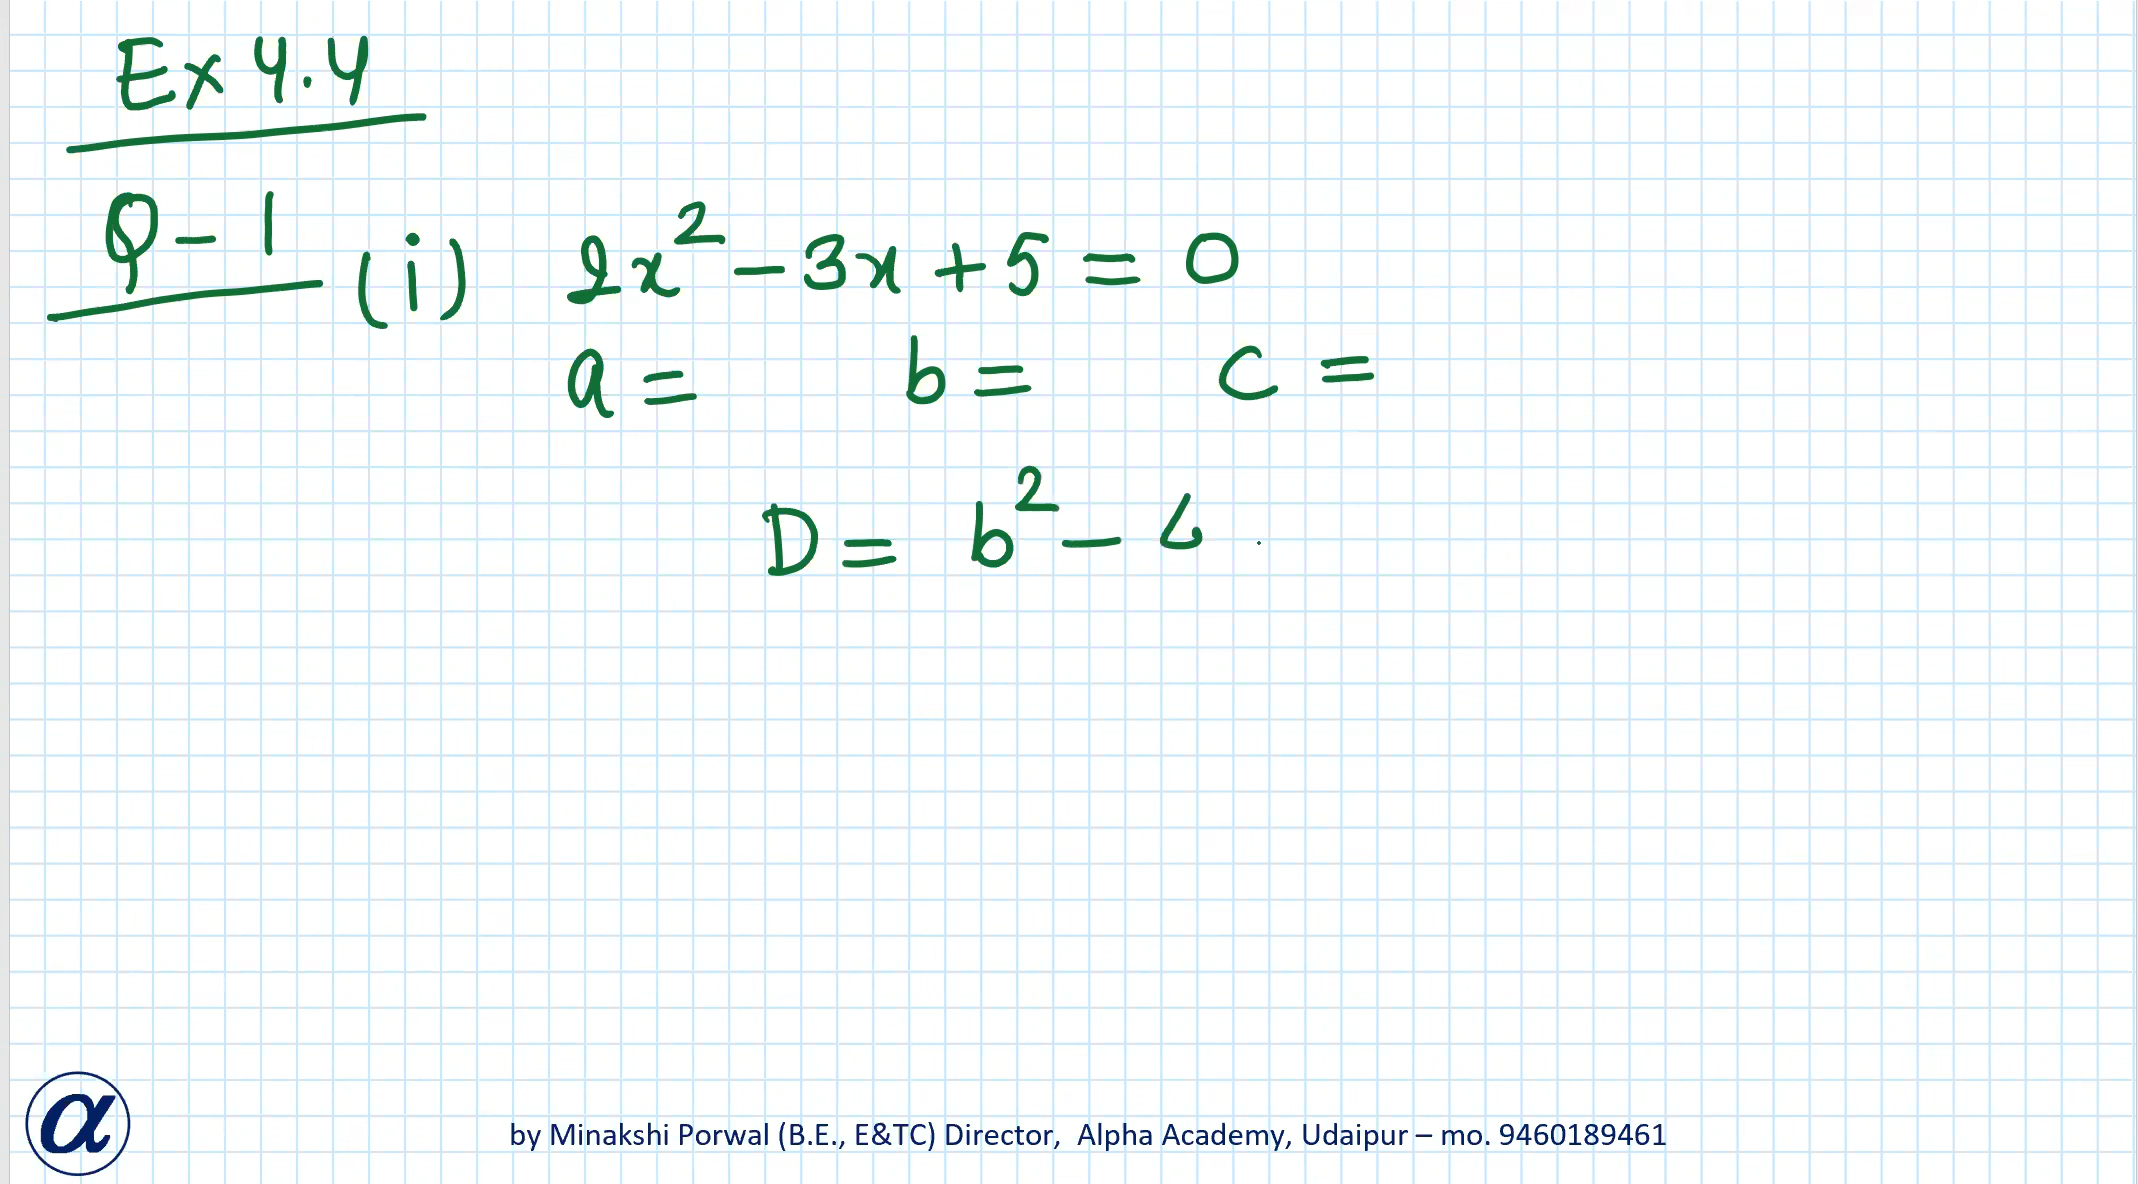 Ex 4.4
Q-1 (i) 2x² - 3x + 5 = 0
a = b = c =
D = b² - 4
α
by Minakshi Porwal (B.E., E&TC) Director, Alpha Academy, Udaipur – mo. 9460189461